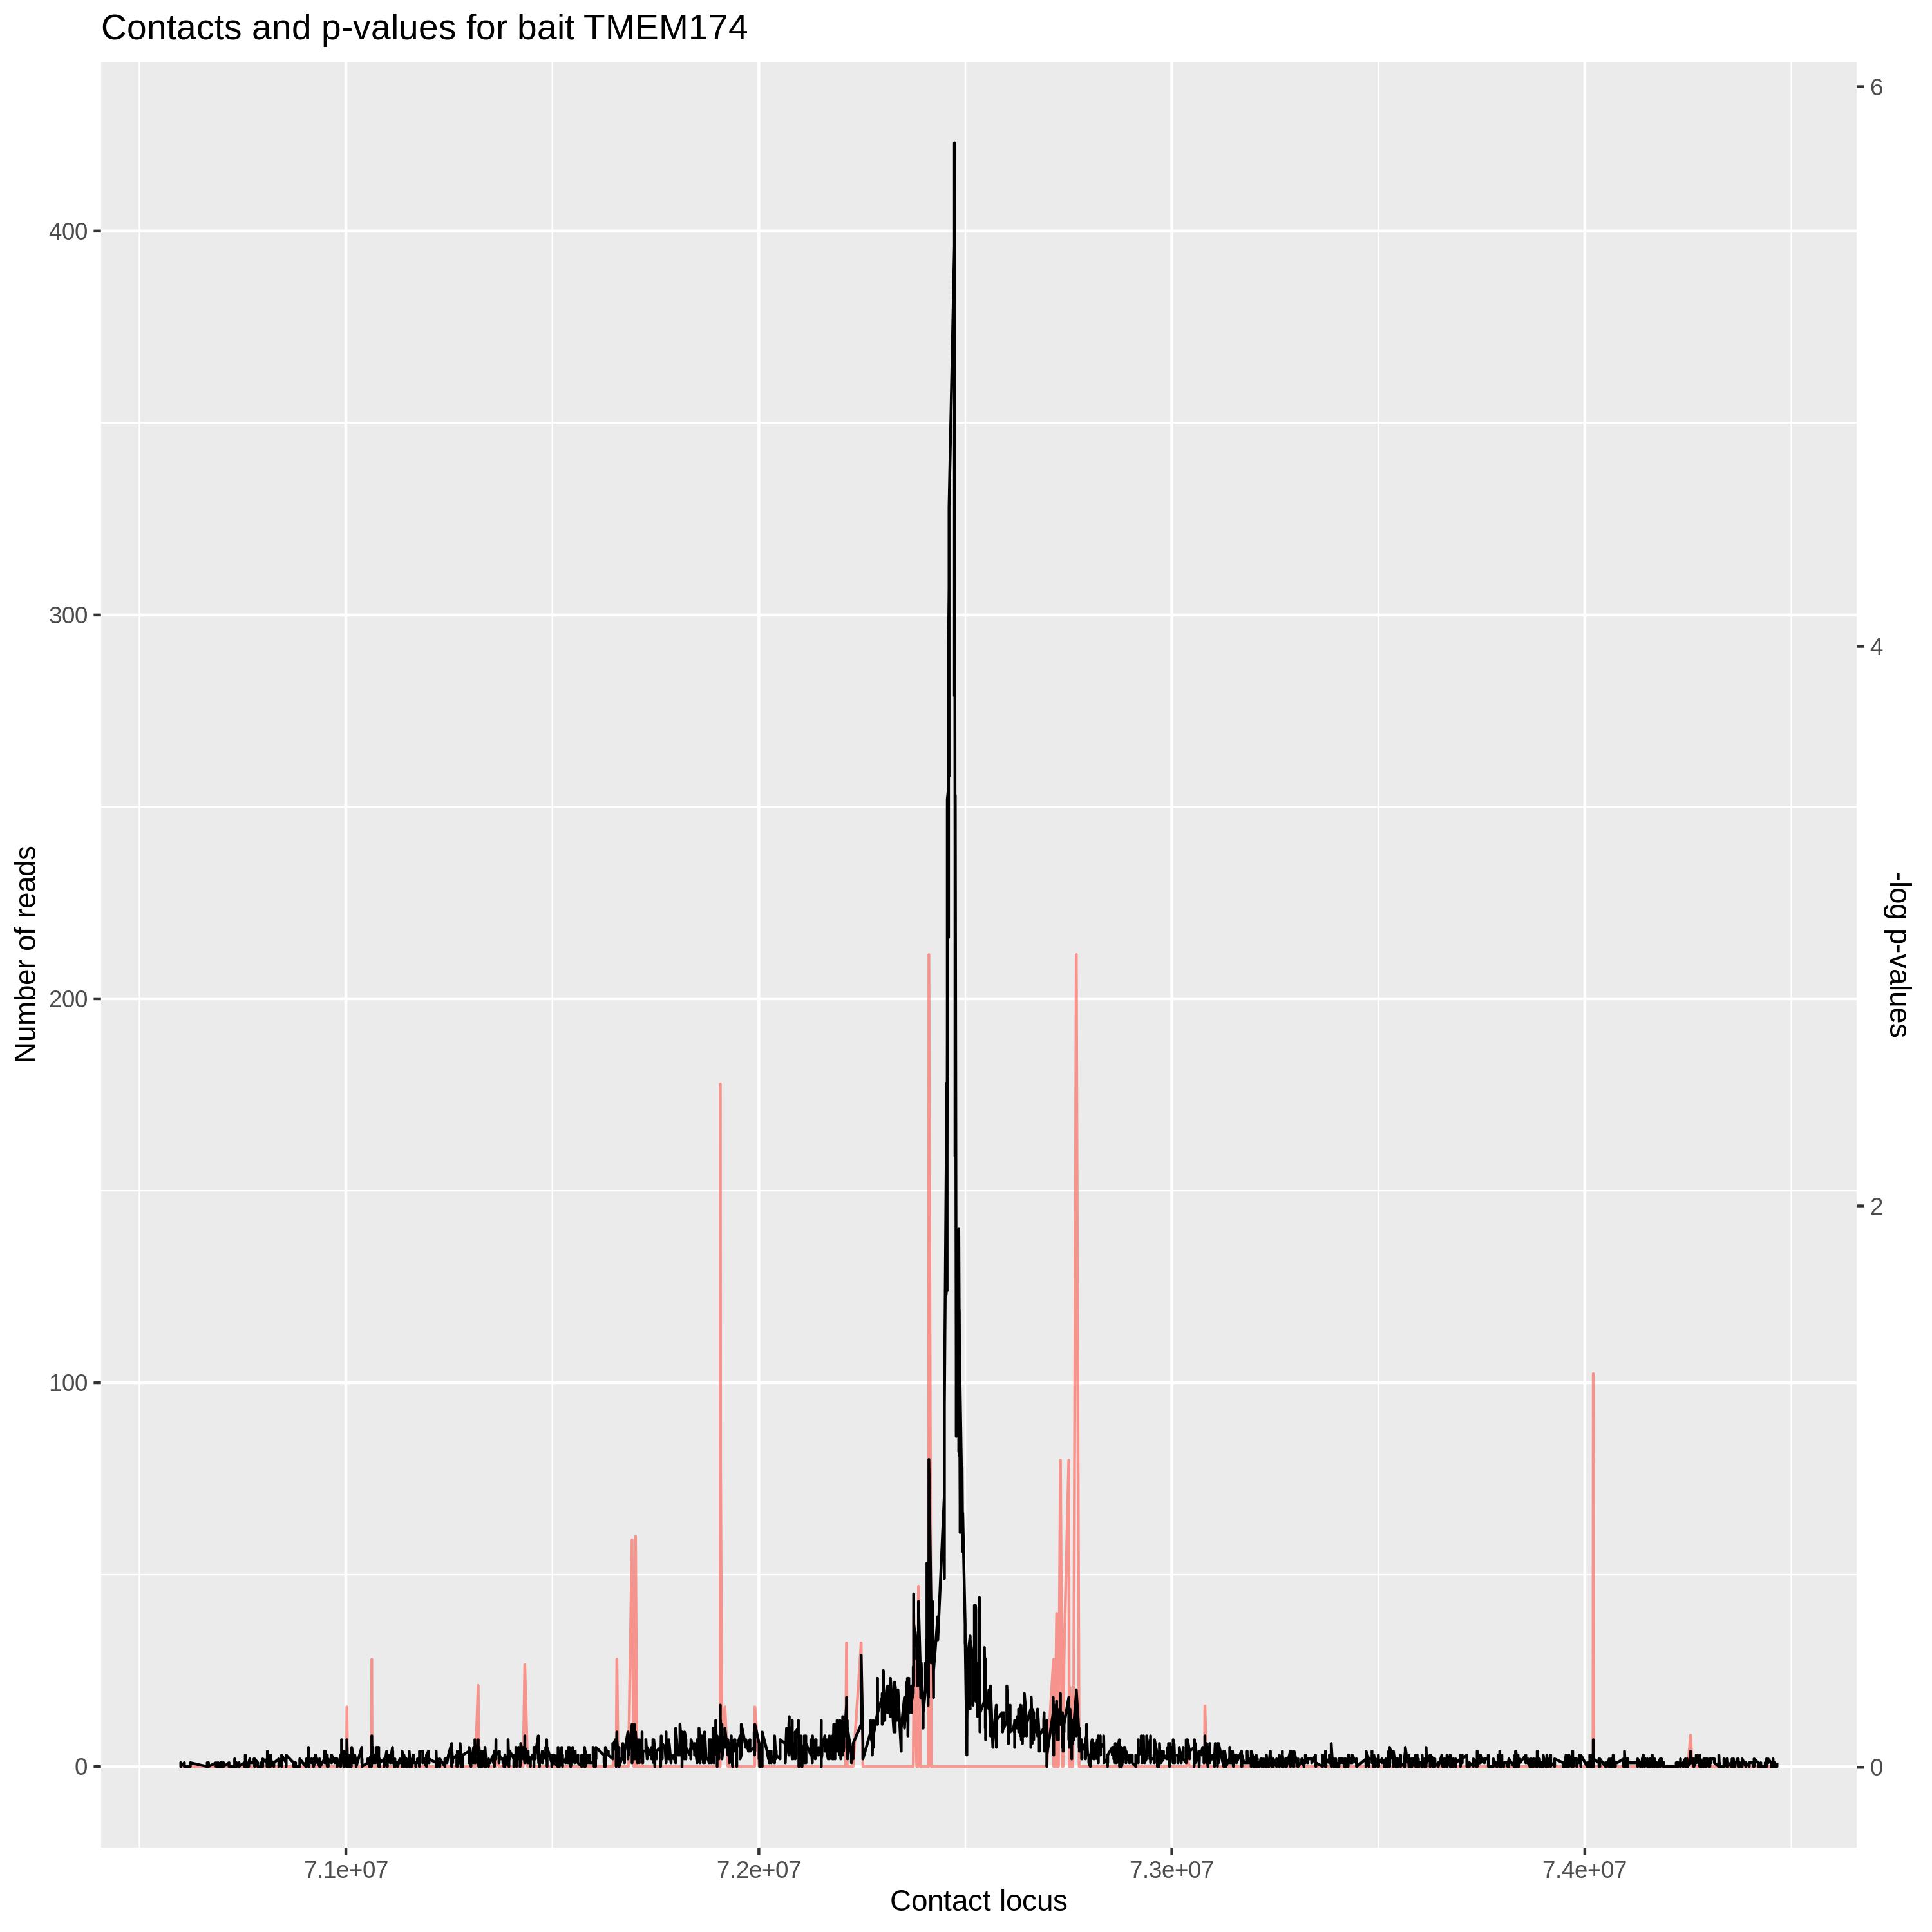 Contacts and p-values for bait TMEM174
Number of reads
400
300
200
100
0
6
4
2
0
-log p-values
7.1e+07
7.2e+07
7.3e+07
7.4e+07
Contact locus